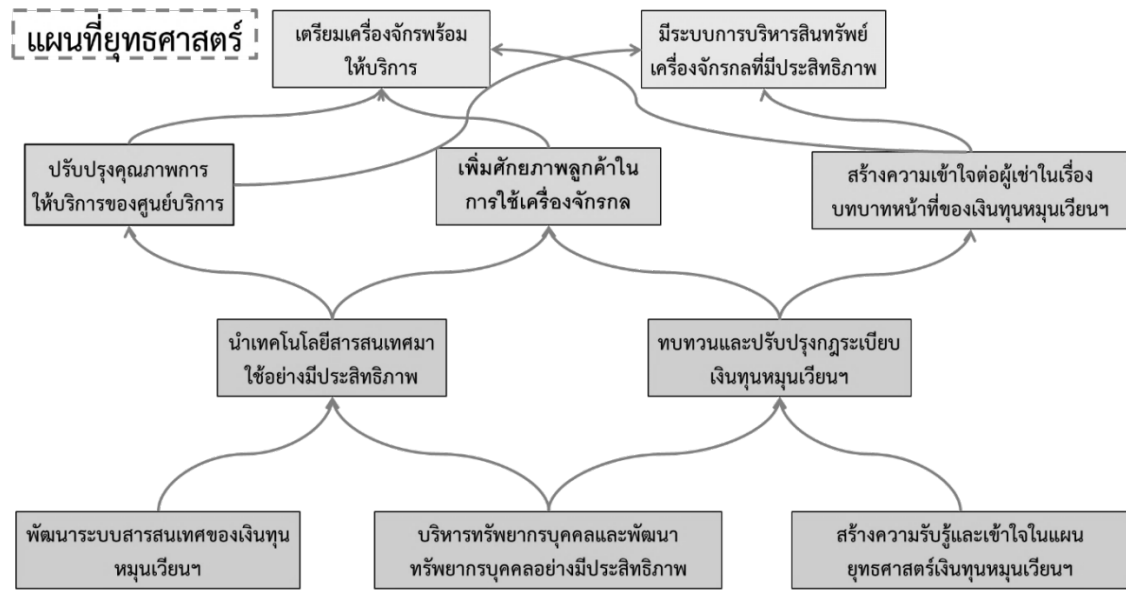 แผนที่ยุทธศาสตร์
เตรียมเครื่องจักรพร้อม
ให้บริการ
มีระบบการบริหารสินทรัพย์
เครื่องจักรกลที่มีประสิทธิภาพ
ปรับปรุงคุณภาพการ
ให้บริการของศูนย์บริการ
เพิ่มศักยภาพลูกค้าใน
การใช้เครื่องจักรกล
สร้างความเข้าใจต่อผู้เช่าในเรื่อง
บทบาทหน้าที่ของเงินทุนหมุนเวียนฯ
นำเทคโนโลยีสารสนเทศมา
ใช้อย่างมีประสิทธิภาพ
ทบทวนและปรับปรุงกฎระเบียบ
เงินทุนหมุนเวียนฯ
พัฒนาระบบสารสนเทศของเงินทุน
หมุนเวียนฯ
บริหารทรัพยากรบุคคลและพัฒนา
ทรัพยากรบุคคลอย่างมีประสิทธิภาพ
สร้างความรับรู้และเข้าใจในแผน
ยุทธศาสตร์เงินทุนหมุนเวียนฯ